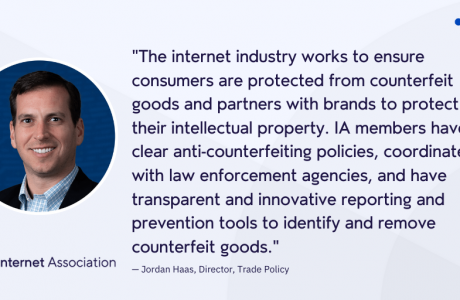 "The internet industry works to ensure
consumers are protected from counterfeit
goods and partners with brands to protect
their intellectual property. IA members have
clear anti-counterfeiting policies, coordinate
with law enforcement agencies, and have
transparent and innovative reporting and
prevention tools to identify and remove
counterfeit goods."
nternet Association
— Jordan Haas, Director, Trade Policy